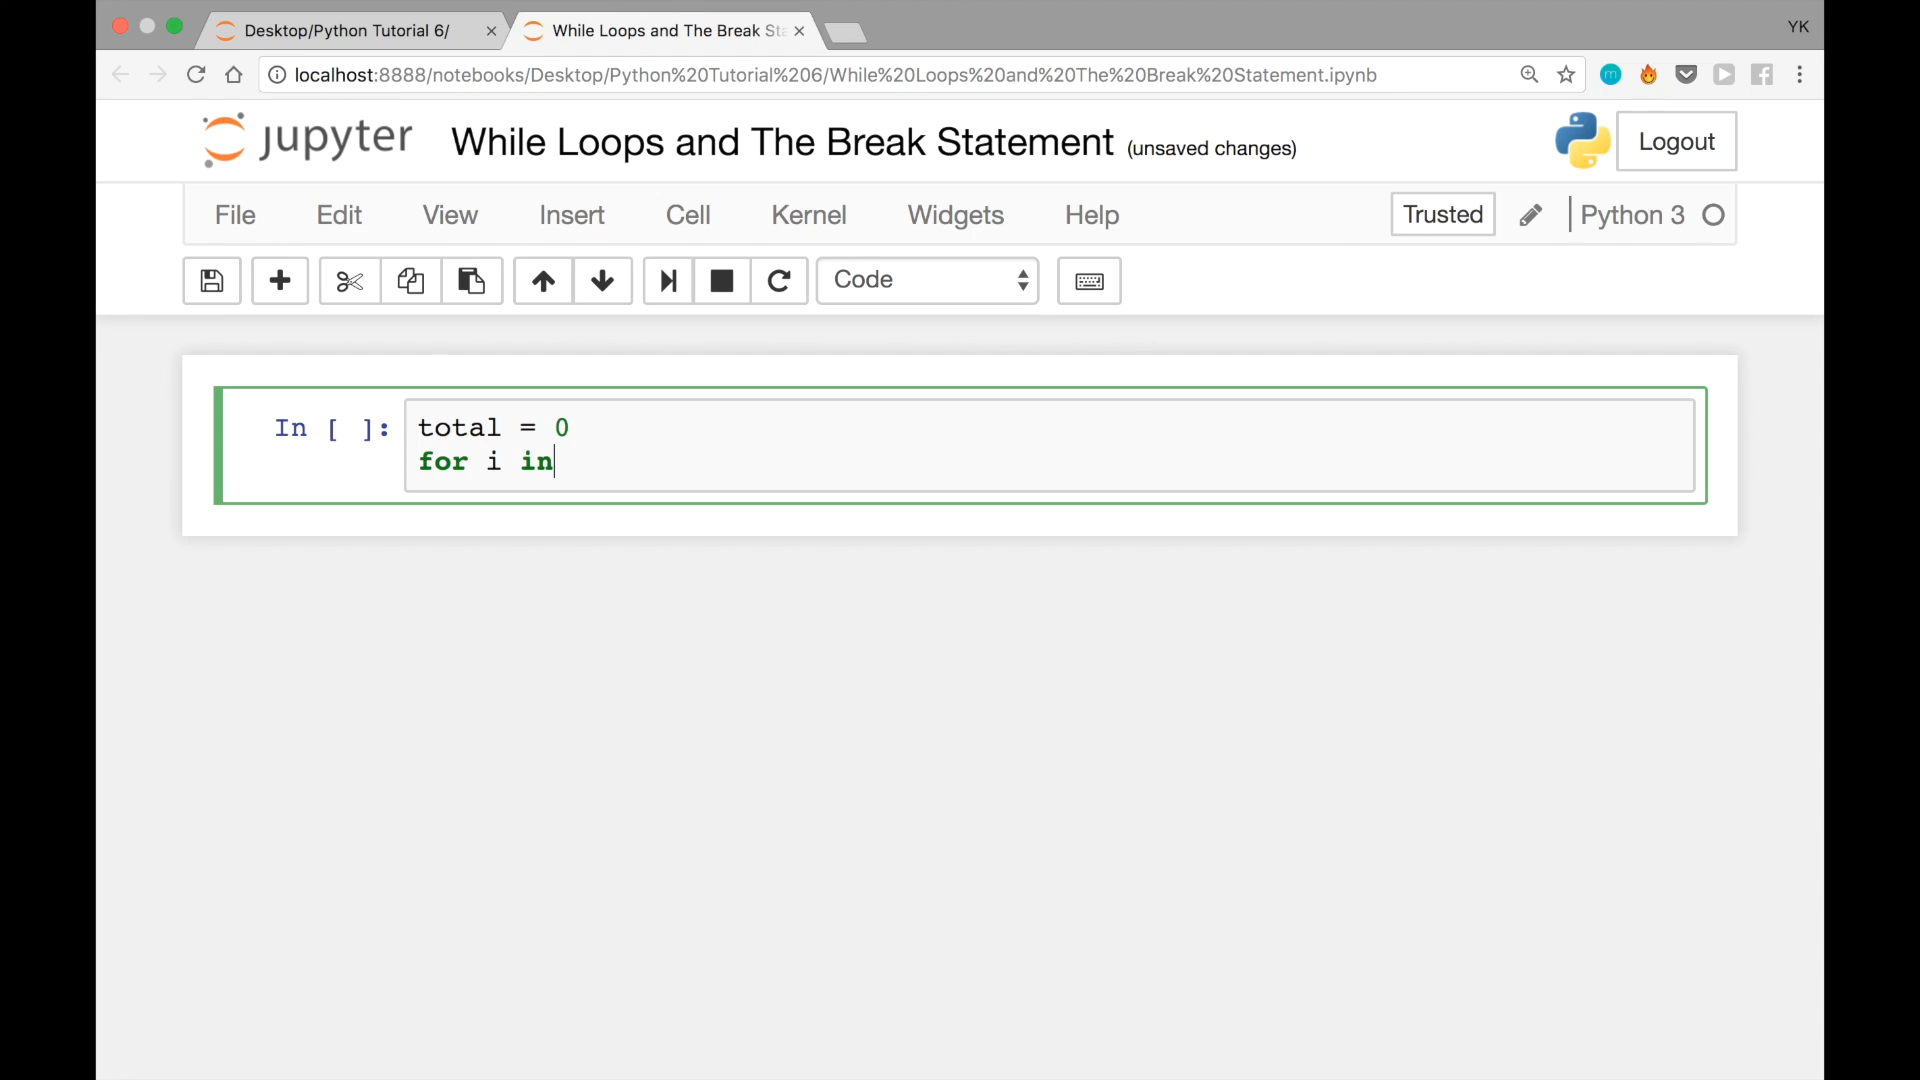 YK
Desktop/Python Tutorial 6/
While Loops and The Break Sta
localhost:8888/notebooks/Desktop/Python%20Tutorial%206/While%20Loops%20and%20The%20Break%20Statement.ipynb
m
jupyter While Loops and The Break Statement (unsaved changes)
Logout
File Edit View Insert Cell Kernel Widgets Help
Trusted
Python 3
Code
In [ ]:
total = 0
for i in